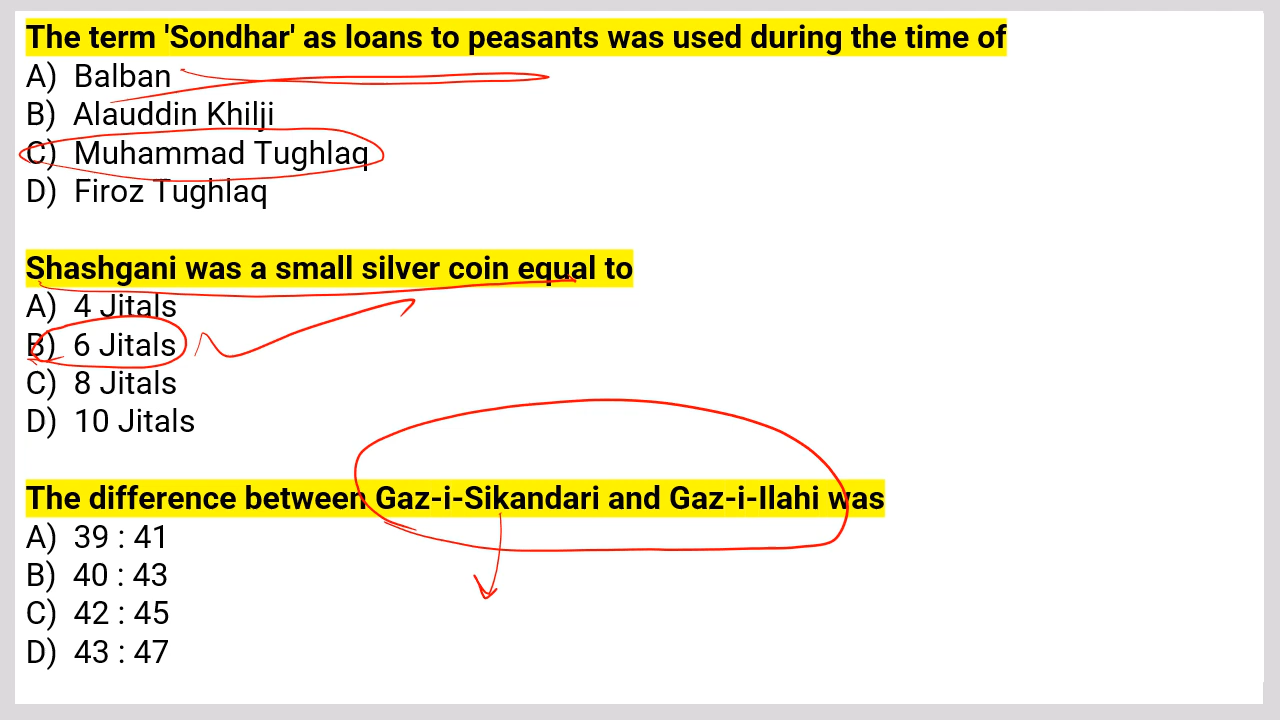 The term 'Sondhar' as loans to peasants was used during the time of
A) Balban
B) Alauddin Khilji
C) Muhammad Tughlaq
D) Firoz Tughlaq
Shashgani was a small silver coin equal to
A) 4 Jitals
B) 6 Jitals
C) 8 Jitals
D) 10 Jitals
The difference between Gaz-i-Sikandari and Gaz-i-Ilahi was
A) 39 : 41
B) 40 : 43
C) 42 : 45
D) 43 : 47